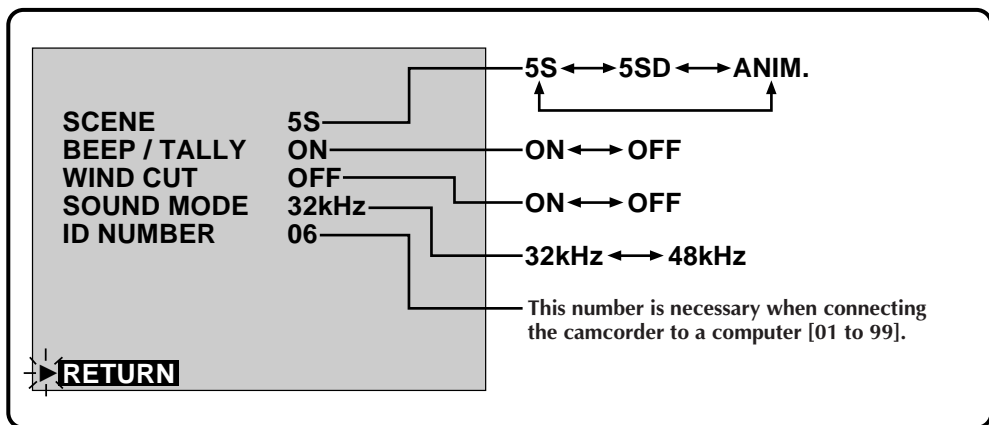 SCENE 5S
BEEP / TALLY ON
WIND CUT OFF
SOUND MODE 32kHz
ID NUMBER 06
RETURN
5S 5SD ANIM.
ON OFF
ON OFF
32kHz 48kHz
This number is necessary when connecting
the camcorder to a computer [01 to 99].